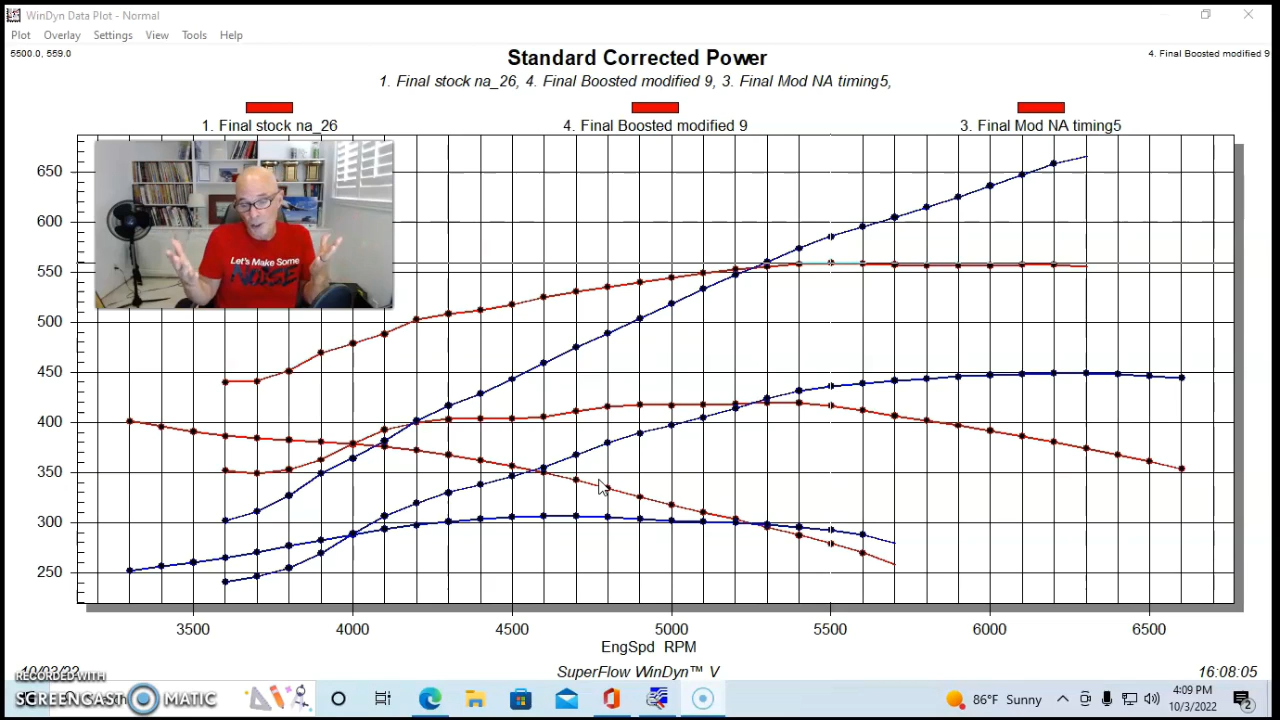 WinDyn Data Plot - Normal
Plot Overlay Settings View Tools Help
5500.0, 559.0
4. Final Boosted modified 9
Standard Corrected Power
1. Final stock na_26, 4. Final Boosted modified 9, 3. Final Mod NA timing5,
1. Final stock na_26
4. Final Boosted modified 9
3. Final Mod NA timing5
650
600
550
500
450
400
350
300
250
Let's Make Some
NOISE
3500 4000 4500 5000 5500 6000 6500
EngSpd RPM
10/03/22
SuperFlow WinDyn™ V
16:08:05
RECORDED WITH
SCREENCAST MATIC
86°F Sunny
4:09 PM
10/3/2022
2